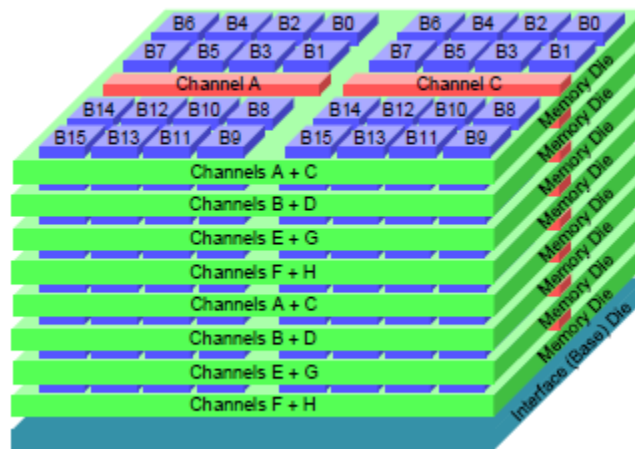 B6 B4 B2 B0 B6 B4 B2 B0
B7 B5 B3 B1 B7 B5 B3 B1
Channel A Channel C
B14 B12 B10 B8 B14 B12 B10 B8
B15 B13 B11 B9 B15 B13 B11 B9
Channels A + C
Channels B + D
Channels E + G
Channels F + H
Channels A + C
Channels B + D
Channels E + G
Channels F + H
Memory Die
Memory Die
Memory Die
Memory Die
Memory Die
Memory Die
Memory Die
Memory Die
Interface (Base) Die